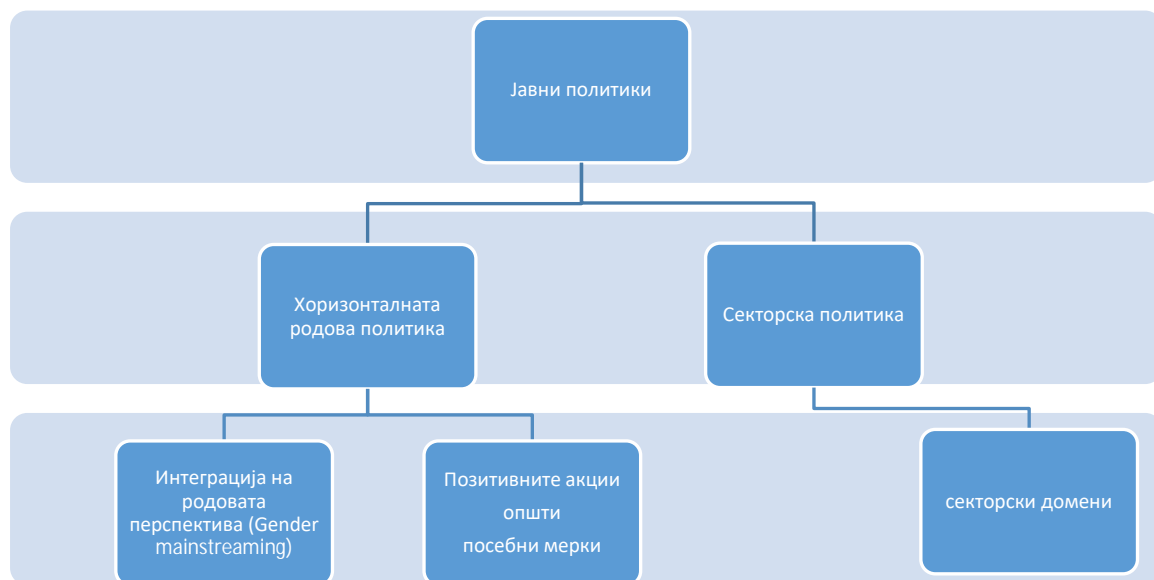 Јавни политики
Хоризонталната
родова политика
Секторска политика
Интеграција на
родовата
перспектива (Gender
mainstreaming)
Позитивните акции
општи
посебни мерки
секторски домени